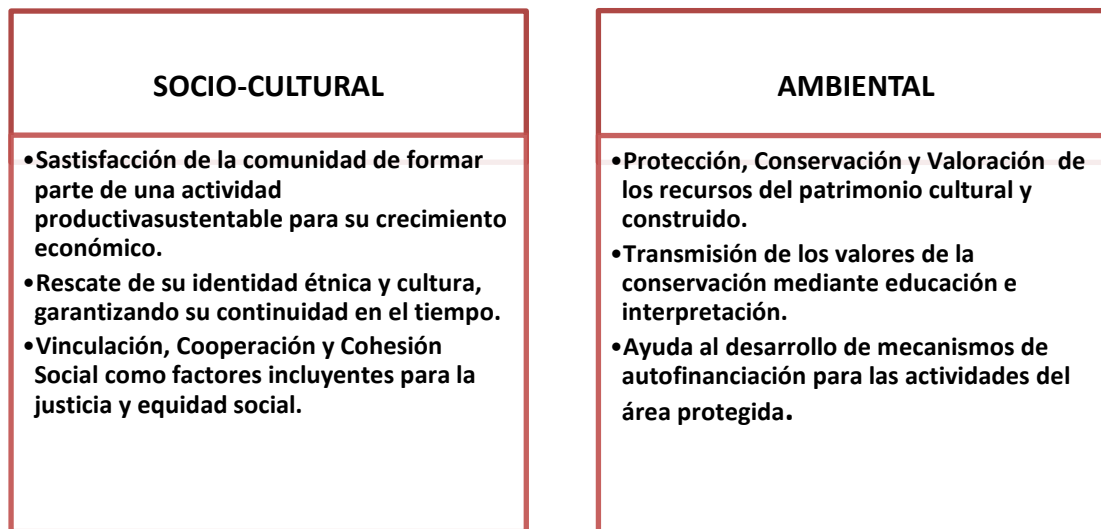 SOCIO-CULTURAL
•Sastisfacción de la comunidad de formar
parte de una actividad
productivasustentable para su crecimiento
económico.
•Rescate de su identidad étnica y cultura,
garantizando su continuidad en el tiempo.
•Vinculación, Cooperación y Cohesión
Social como factores incluyentes para la
justicia y equidad social.
AMBIENTAL
•Protección, Conservación y Valoración de
los recursos del patrimonio cultural y
construido.
•Transmisión de los valores de la
conservación mediante educación e
interpretación.
•Ayuda al desarrollo de mecanismos de
autofinanciación para las actividades del
área protegida.